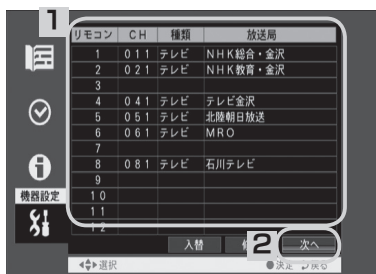 1
リモコン CH 種類 放送局
1 011 テレビ NHK総合・金沢
2 021 テレビ NHK教育・金沢
3
4 041 テレビ テレビ金沢
5 051 テレビ 北陸朝日放送
6 061 テレビ MRO
7
8 081 テレビ 石川テレビ
9
10
11
12
機器設定
入替
2
次へ
選択
決定 戻る